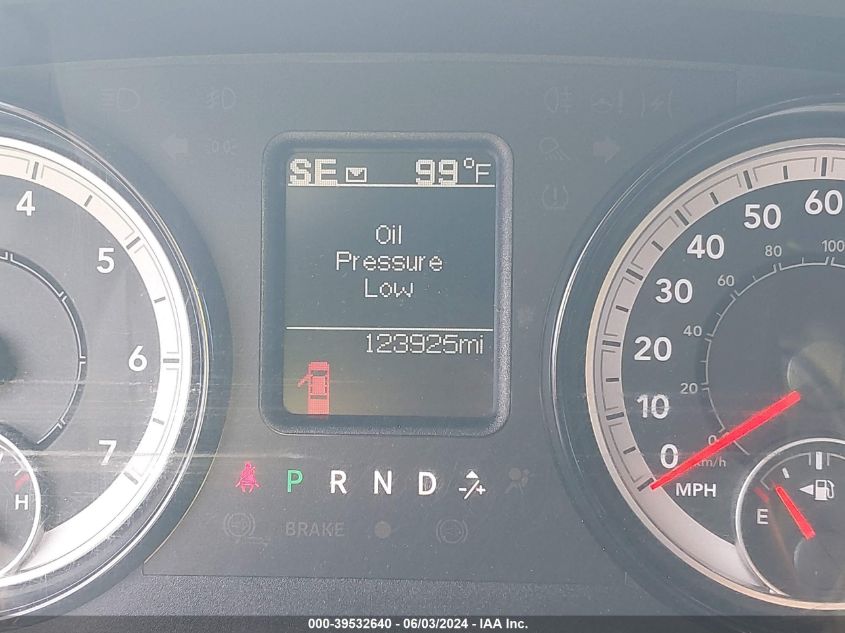 SE 99°F
Oil
Pressure
Low
123925mi
4
5
6
7
H
P R N D -/+
BRAKE
0
10
20
30
40
50
60
0
20
40
60
80
100
km/h
MPH
E
000-39532640 - 06/03/2024 - IAA Inc.